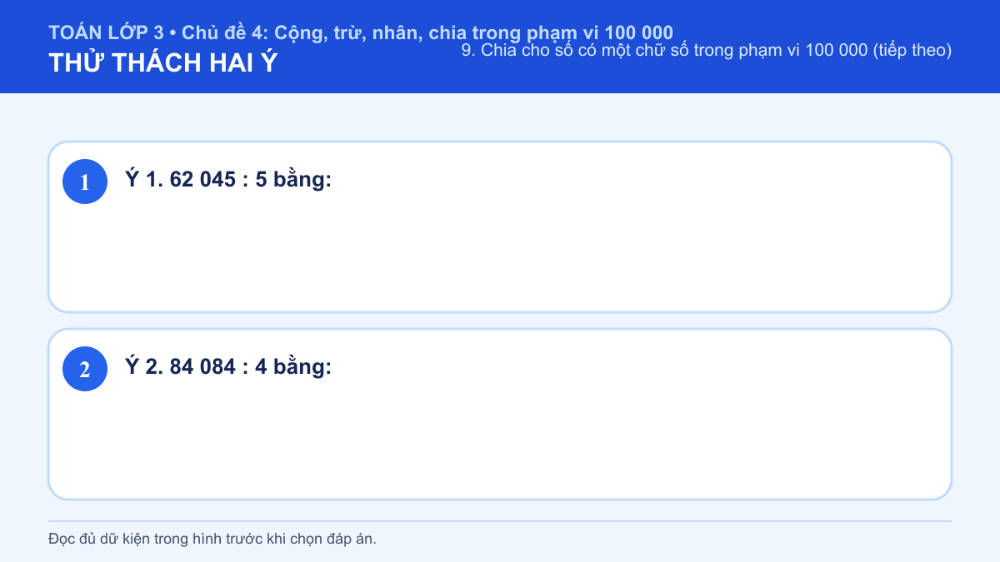 TOÁN LỚP 3 • Chủ đề 4: Cộng, trừ, nhân, chia trong phạm vi 100 000
9. Chia cho số có một chữ số trong phạm vi 100 000 (tiếp theo)
THỬ THÁCH HAI Ý
1
Ý 1. 62 045 : 5 bằng:
2
Ý 2. 84 084 : 4 bằng:
Đọc đủ dữ kiện trong hình trước khi chọn đáp án.